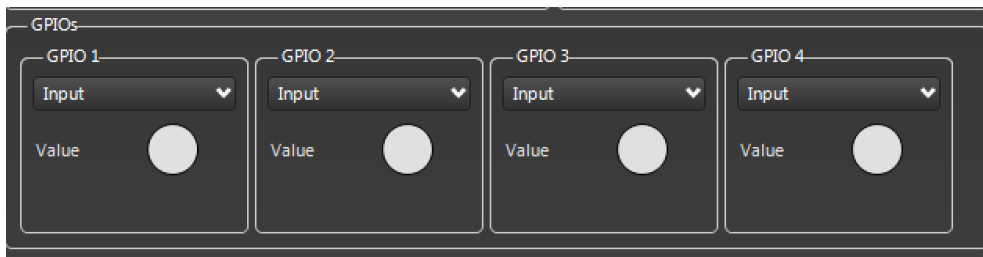 GPIOs
GPIO 1 GPIO 2 GPIO 3 GPIO 4
Input Input Input Input
Value Value Value Value